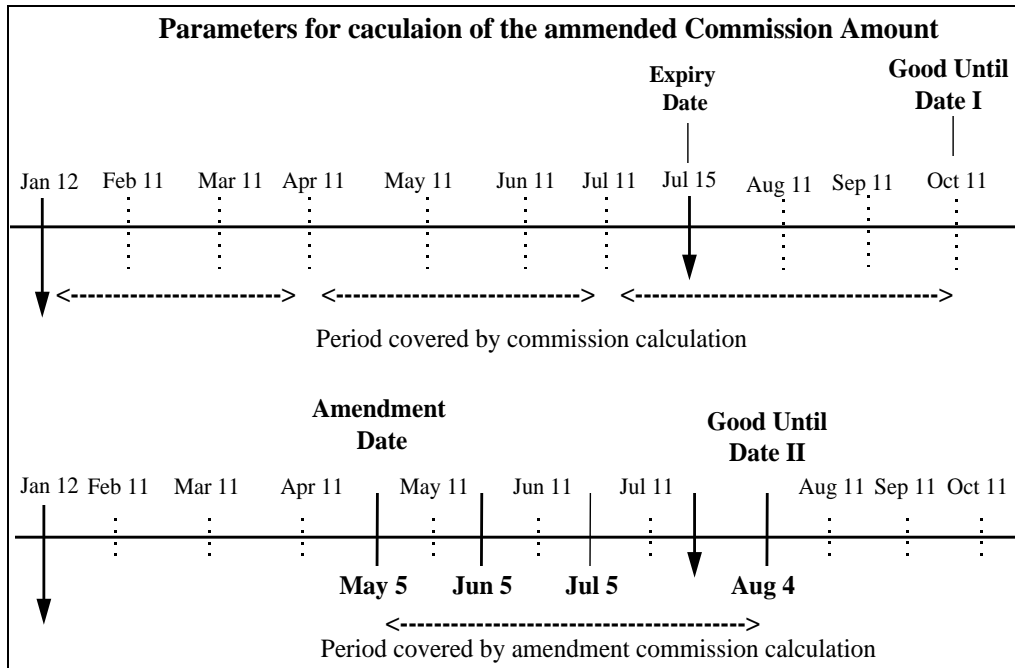 Parameters for caculaion of the ammended Commission Amount
Expiry
Date
Good Until
Date I
Jan 12 Feb 11 Mar 11 Apr 11 May 11 Jun 11 Jul 11 Jul 15 Aug 11 Sep 11 Oct 11
Period covered by commission calculation
Amendment
Date
Good Until
Date II
Jan 12 Feb 11 Mar 11 Apr 11 May 11 Jun 11 Jul 11 Aug 11 Sep 11 Oct 11
May 5 Jun 5 Jul 5 Aug 4
Period covered by amendment commission calculation